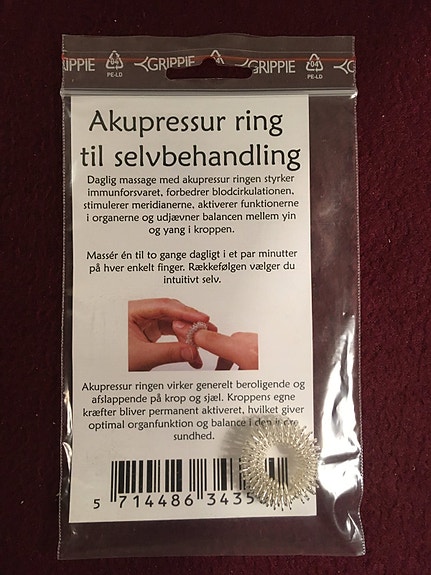 RIPPIE 04 PE-LD GRIPPIE GRIPPIE 04 PE-LD G
Akupressur ring
til selvbehandling
Daglig massage med akupressur ringen styrker
immunforsvaret, forbedrer blodcirkulationen,
stimulerer meridianerne, aktiverer funktionerne
i organerne og udjævner balancen mellem yin
og yang i kroppen.
Massér én til to gange dagligt i et par minutter
på hver enkelt finger. Rækkefølgen vælger du
intuitivt selv.
Akupressur ringen virker generelt beroligende og
afslappende på krop og sjæl. Kroppens egne
kræfter bliver permanent aktiveret, hvilket giver
optimal organfunktion og balance i den
sundhed.
5 714486 3435